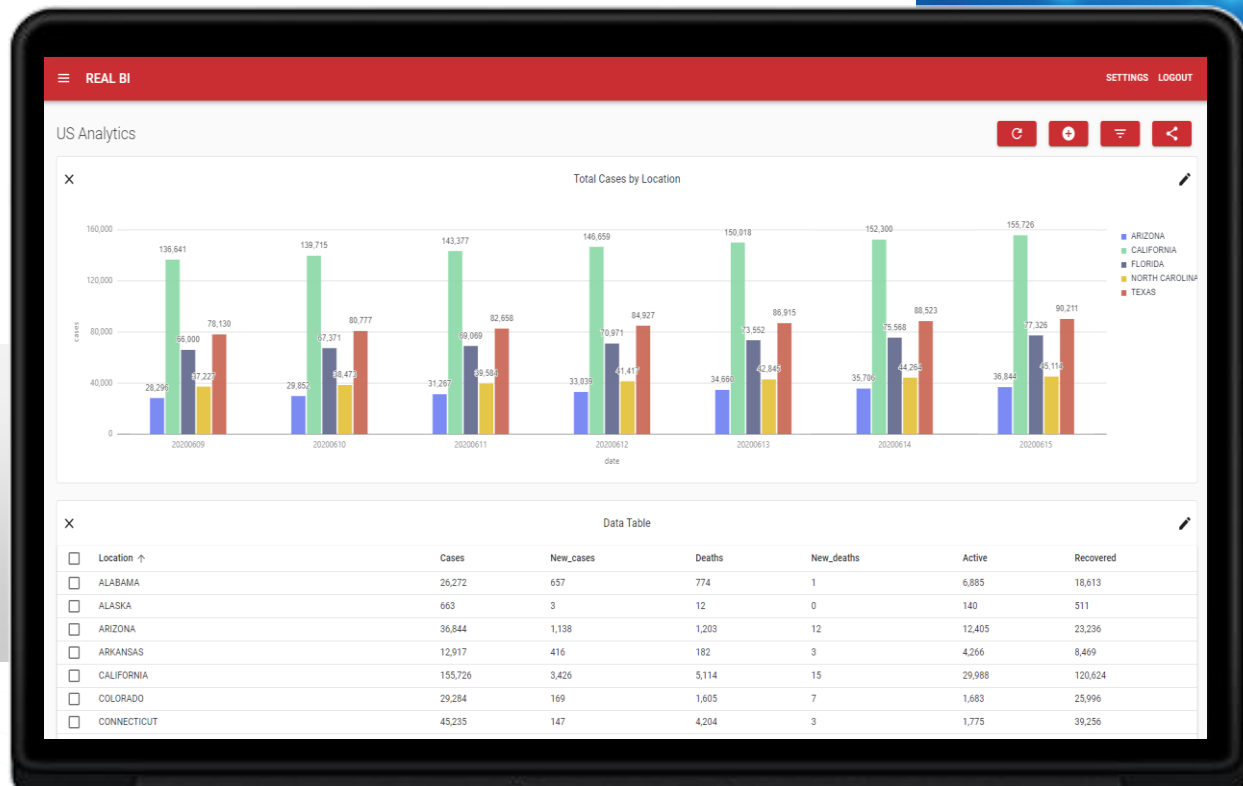 REAL BI SETTINGS LOGOUT
US Analytics
Total Cases by Location
160,000
120,000
80,000
40,000
0
cases
136,641
28,296
66,000
37,227
78,130
139,715
29,852
67,371
38,473
80,777
143,377
31,267
69,069
39,584
82,658
146,659
33,039
70,971
41,417
84,927
150,018
34,660
73,552
42,845
86,915
152,300
35,706
75,568
44,264
88,523
155,726
36,844
77,326
45,114
90,211
20200609 20200610 20200611 20200612 20200613 20200614 20200615
date
ARIZONA
CALIFORNIA
FLORIDA
NORTH CAROLINA
TEXAS
Data Table
Location ↑ Cases New_cases Deaths New_deaths Active Recovered
ALABAMA 26,272 657 774 1 6,885 18,613
ALASKA 663 3 12 0 140 511
ARIZONA 36,844 1,138 1,203 12 12,405 23,236
ARKANSAS 12,917 416 182 3 4,266 8,469
CALIFORNIA 155,726 3,426 5,114 15 29,988 120,624
COLORADO 29,284 169 1,605 7 1,683 25,996
CONNECTICUT 45,235 147 4,204 3 1,775 39,256